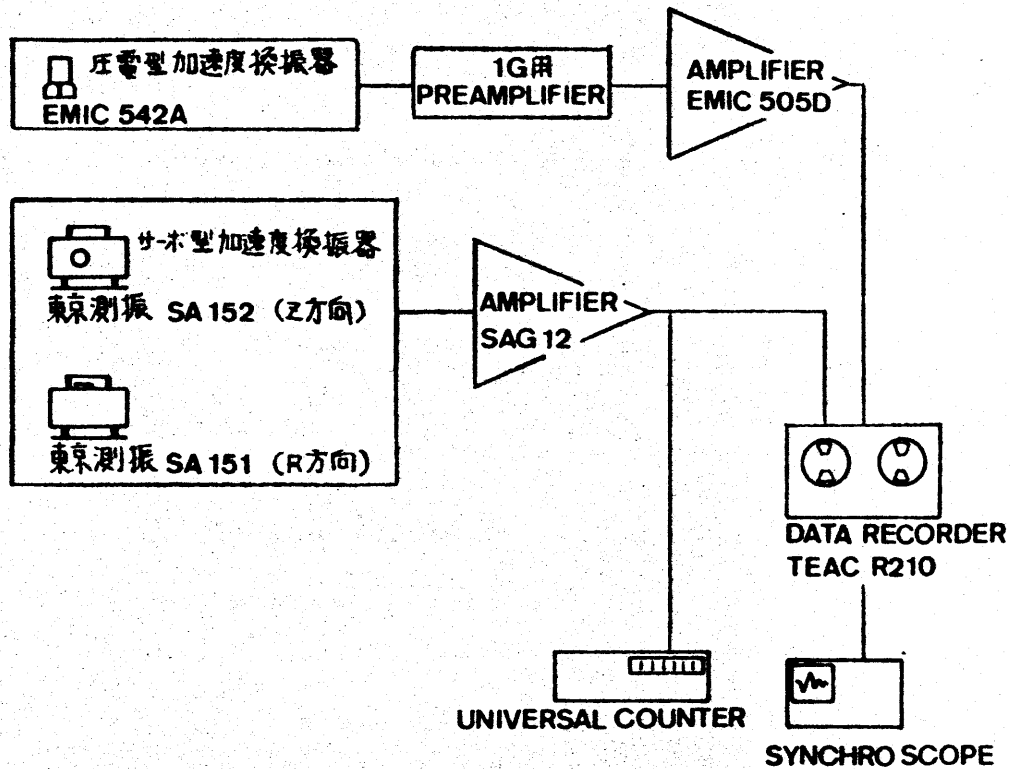 圧電型加速度換振器
EMIC 542A
1G用
PREAMPLIFIER
AMPLIFIER
EMIC 505D
サーボ型加速度換振器
東京測振 SA 152 (Z方向)
東京測振 SA 151 (R方向)
AMPLIFIER
SAG 12
DATA RECORDER
TEAC R210
UNIVERSAL COUNTER
SYNCHRO SCOPE